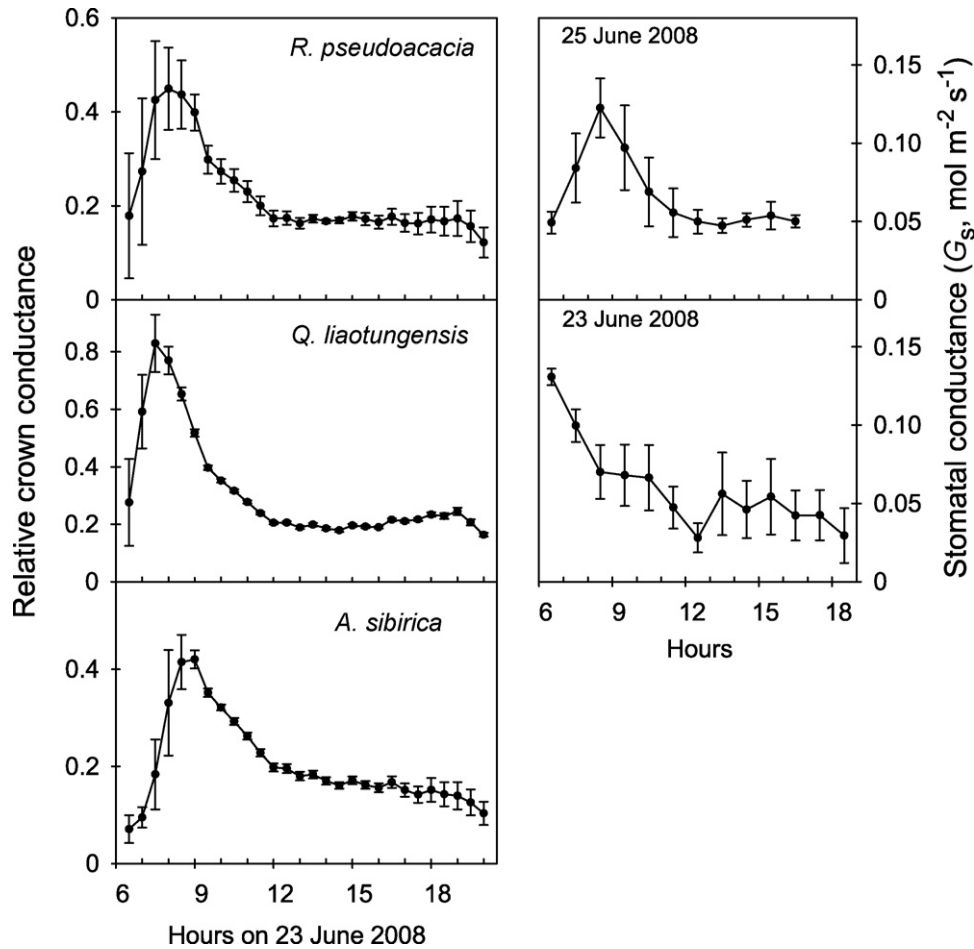 Relative crown conductance
0.6
0.4
0.2
0
R. pseudoacacia
0.8
0.6
0.4
0.2
0
Q. liaotungensis
0.4
0.2
0
A. sibirica
6 9 12 15 18
Hours on 23 June 2008
25 June 2008
0.15
0.10
0.05
0
23 June 2008
0.15
0.10
0.05
0
6 9 12 15 18
Hours
Stomatal conductance (Gs, mol m-2 s-1)